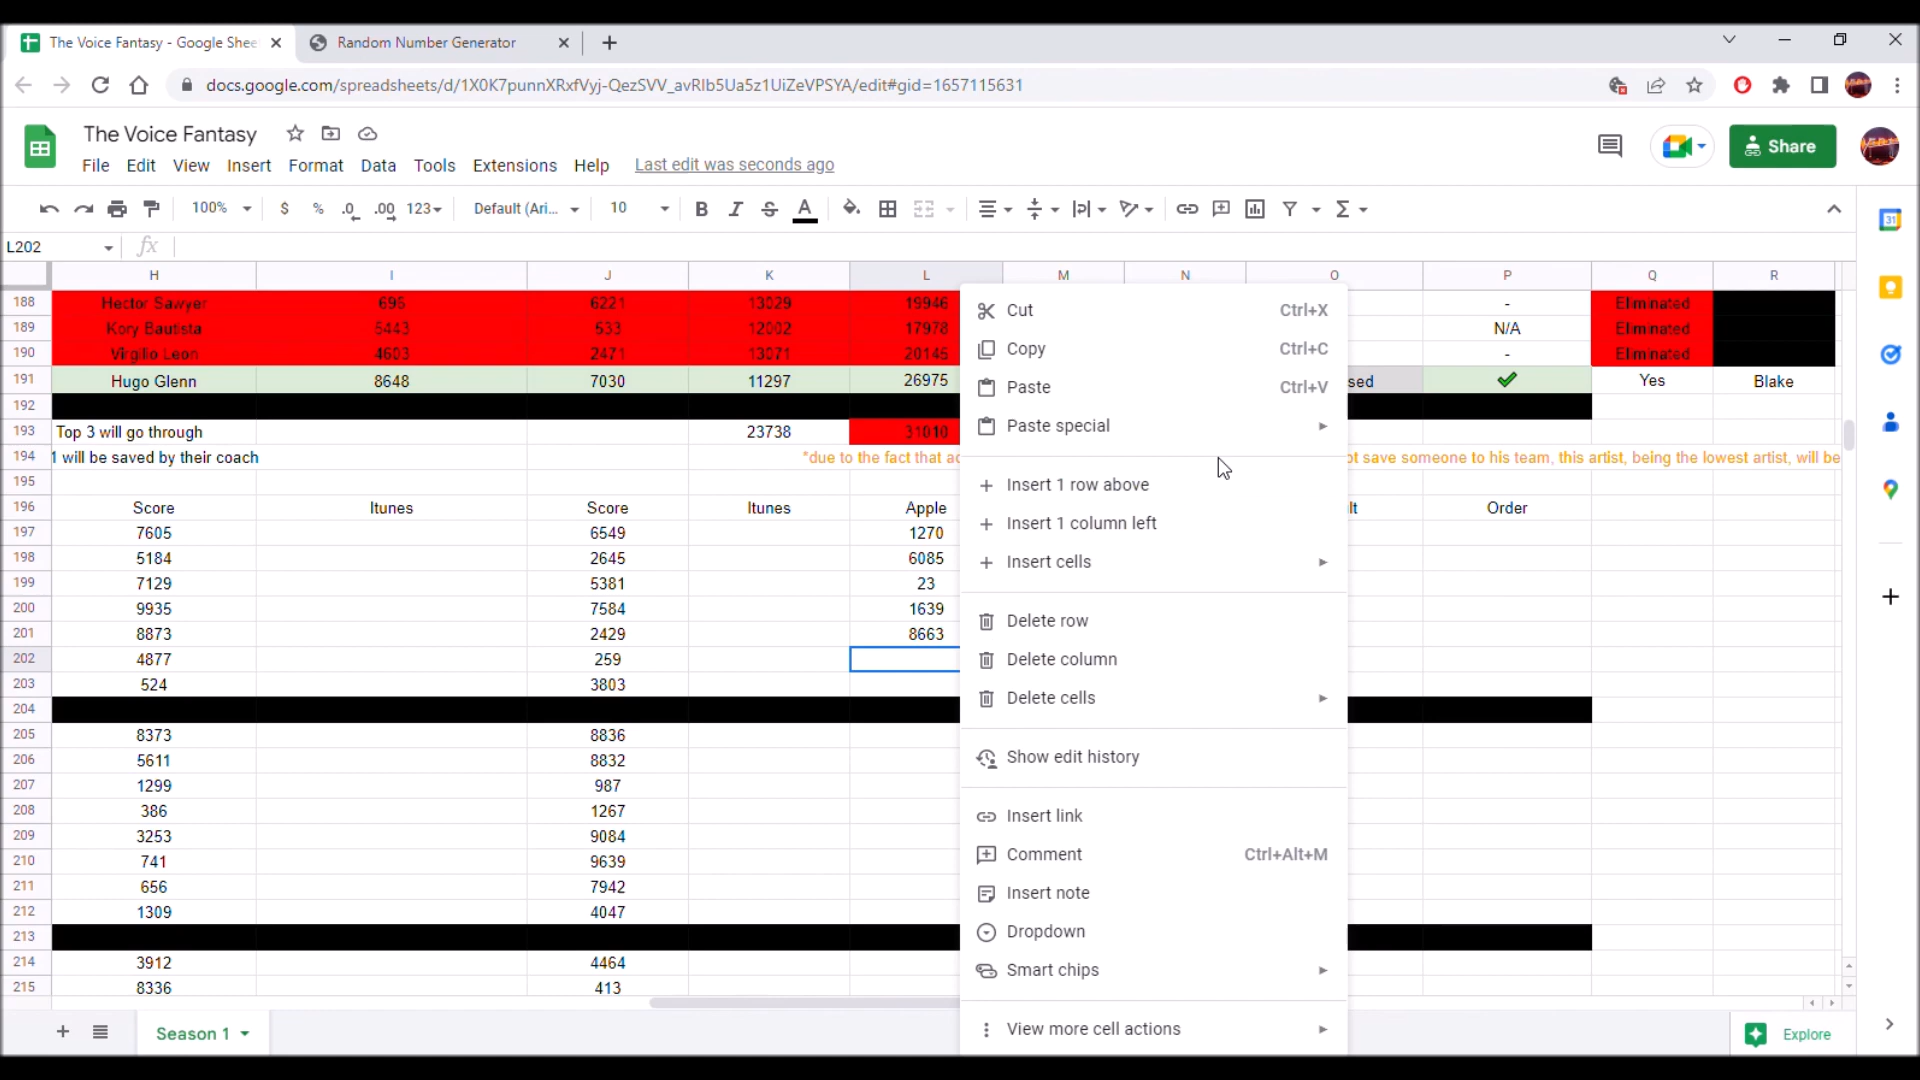 The Voice Fantasy - Google Shee
Random Number Generator
docs.google.com/spreadsheets/d/1X0K7punnXRxfVyj-QezSVV_avRlb5Ua5z1UiZeVPSYA/edit#gid=1657115631
The Voice Fantasy
File Edit View Insert Format Data Tools Extensions Help Last edit was seconds ago
Share
100% $ % .0 .00 123 Default (Ari... 10 B I S A
L202 fx
H I J K L M N O P Q R
188 Hector Sawyer 695 6221 13029 19946 - Eliminated
189 Kory Bautista 5443 533 12002 17978 N/A Eliminated
190 Virgilio Leon 4603 2471 13071 20145 - Eliminated
191 Hugo Glenn 8648 7030 11297 26975 sed Yes Blake
192
193 Top 3 will go through 23738 31010
194 1 will be saved by their coach *due to the fact that ot save someone to his team, this artist, being the lowest artist, will be
195
196 Score Itunes Score Itunes Apple lt Order
197 7605 6549 1270
198 5184 2645 6085
199 7129 5381 23
200 9935 7584 1639
201 8873 2429 8663
202 4877 259
203 524 3803
204
205 8373 8836
206 5611 8832
207 1299 987
208 386 1267
209 3253 9084
210 741 9639
211 656 7942
212 1309 4047
213
214 3912 4464
215 8336 413
Cut Ctrl+X
Copy Ctrl+C
Paste Ctrl+V
Paste special
Insert 1 row above
Insert 1 column left
Insert cells
Delete row
Delete column
Delete cells
Show edit history
Insert link
Comment Ctrl+Alt+M
Insert note
Dropdown
Smart chips
View more cell actions
Season 1
Explore
31